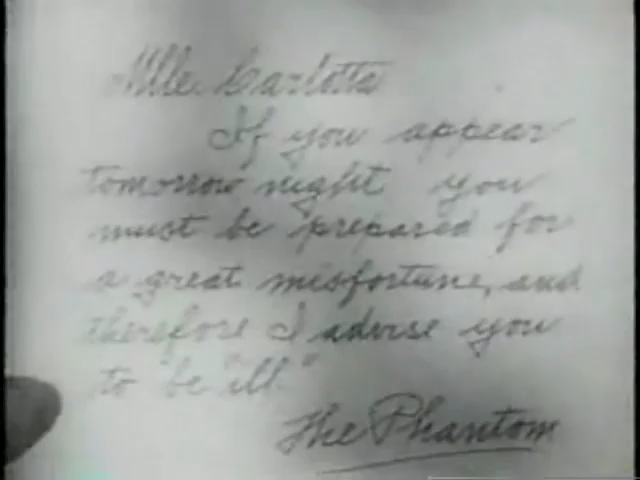 Mlle. Carlotta
If you appear
tomorrow night you
must be prepared for
a great misfortune, and
therefore I advise you
to "be ill."
The Phantom